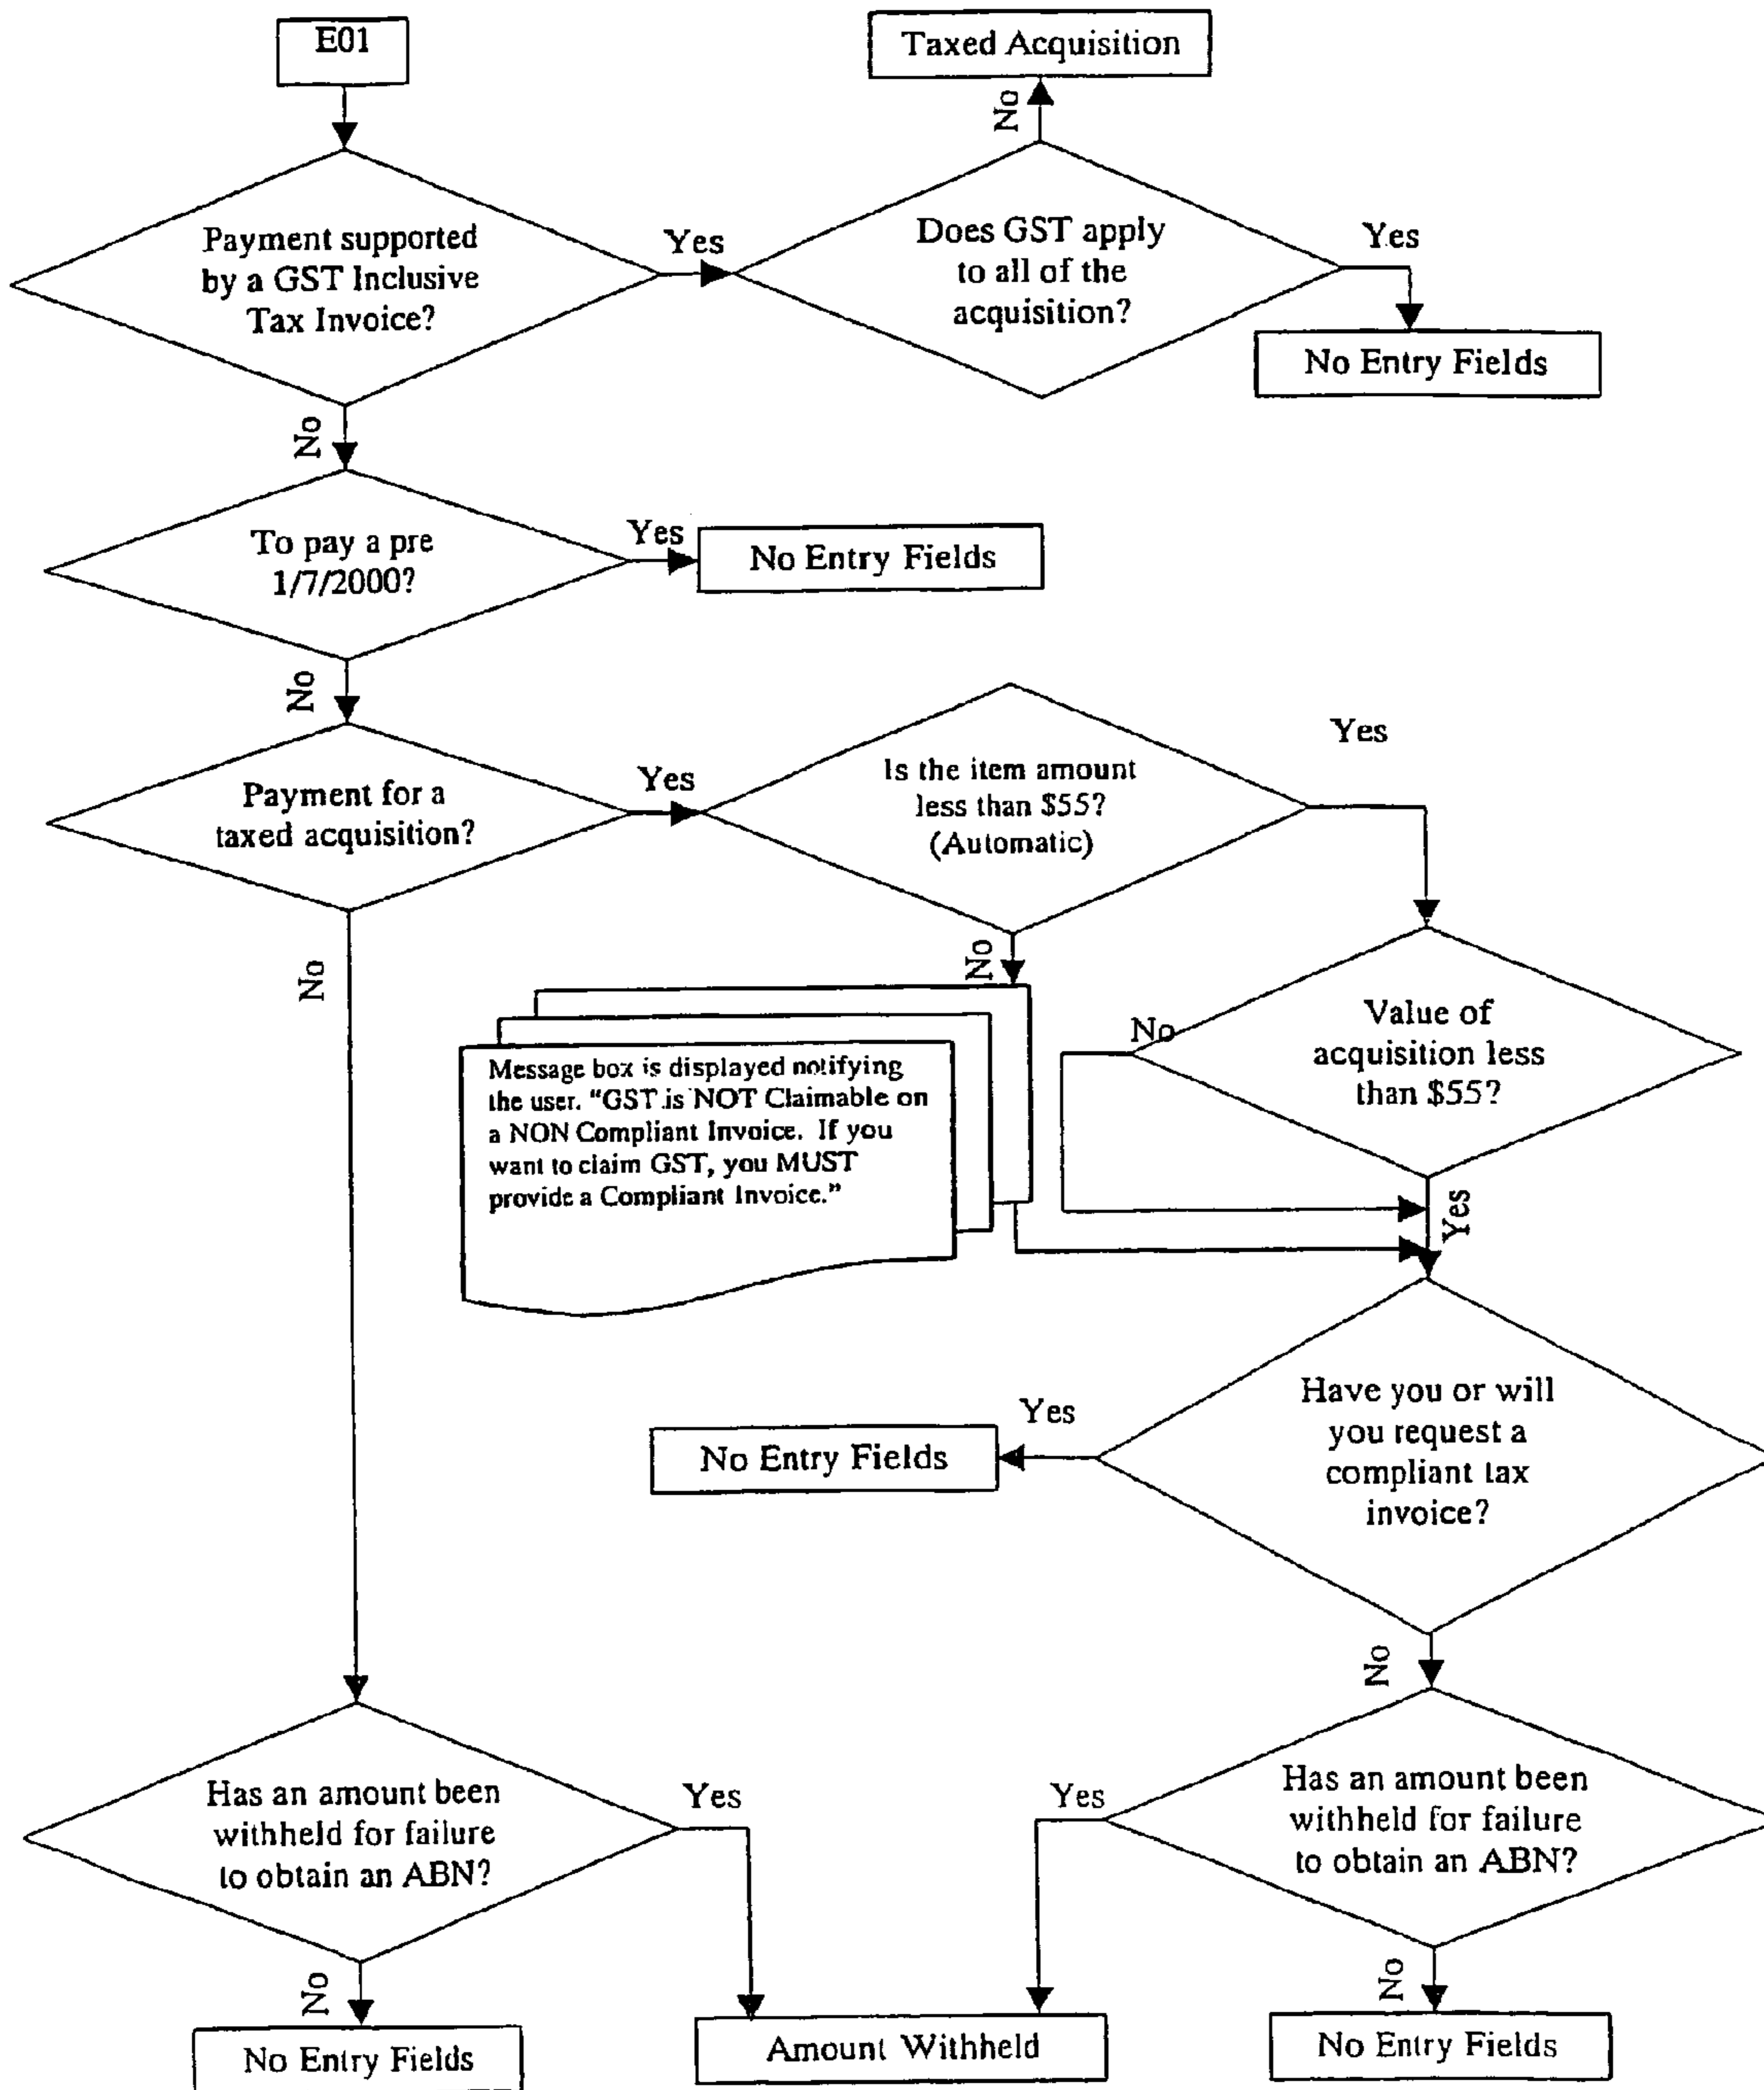 E01
Taxed Acquisition
No
Payment supported
by a GST Inclusive
Tax Invoice?
Yes
Does GST apply
to all of the
acquisition?
Yes
No Entry Fields
No
To pay a pre
1/7/2000?
Yes
No Entry Fields
No
Payment for a
taxed acquisition?
Yes
Is the item amount
less than $55?
(Automatic)
Yes
No
No
Value of
acquisition less
than $55?
No
Message box is displayed notifying
the user. "GST is NOT Claimable on
a NON Compliant Invoice. If you
want to claim GST, you MUST
provide a Compliant Invoice."
Yes
Have you or will
you request a
compliant tax
invoice?
Yes
No Entry Fields
No
Has an amount been
withheld for failure
to obtain an ABN?
Yes
Yes
Has an amount been
withheld for failure
to obtain an ABN?
No
No
No Entry Fields
Amount Withheld
No Entry Fields